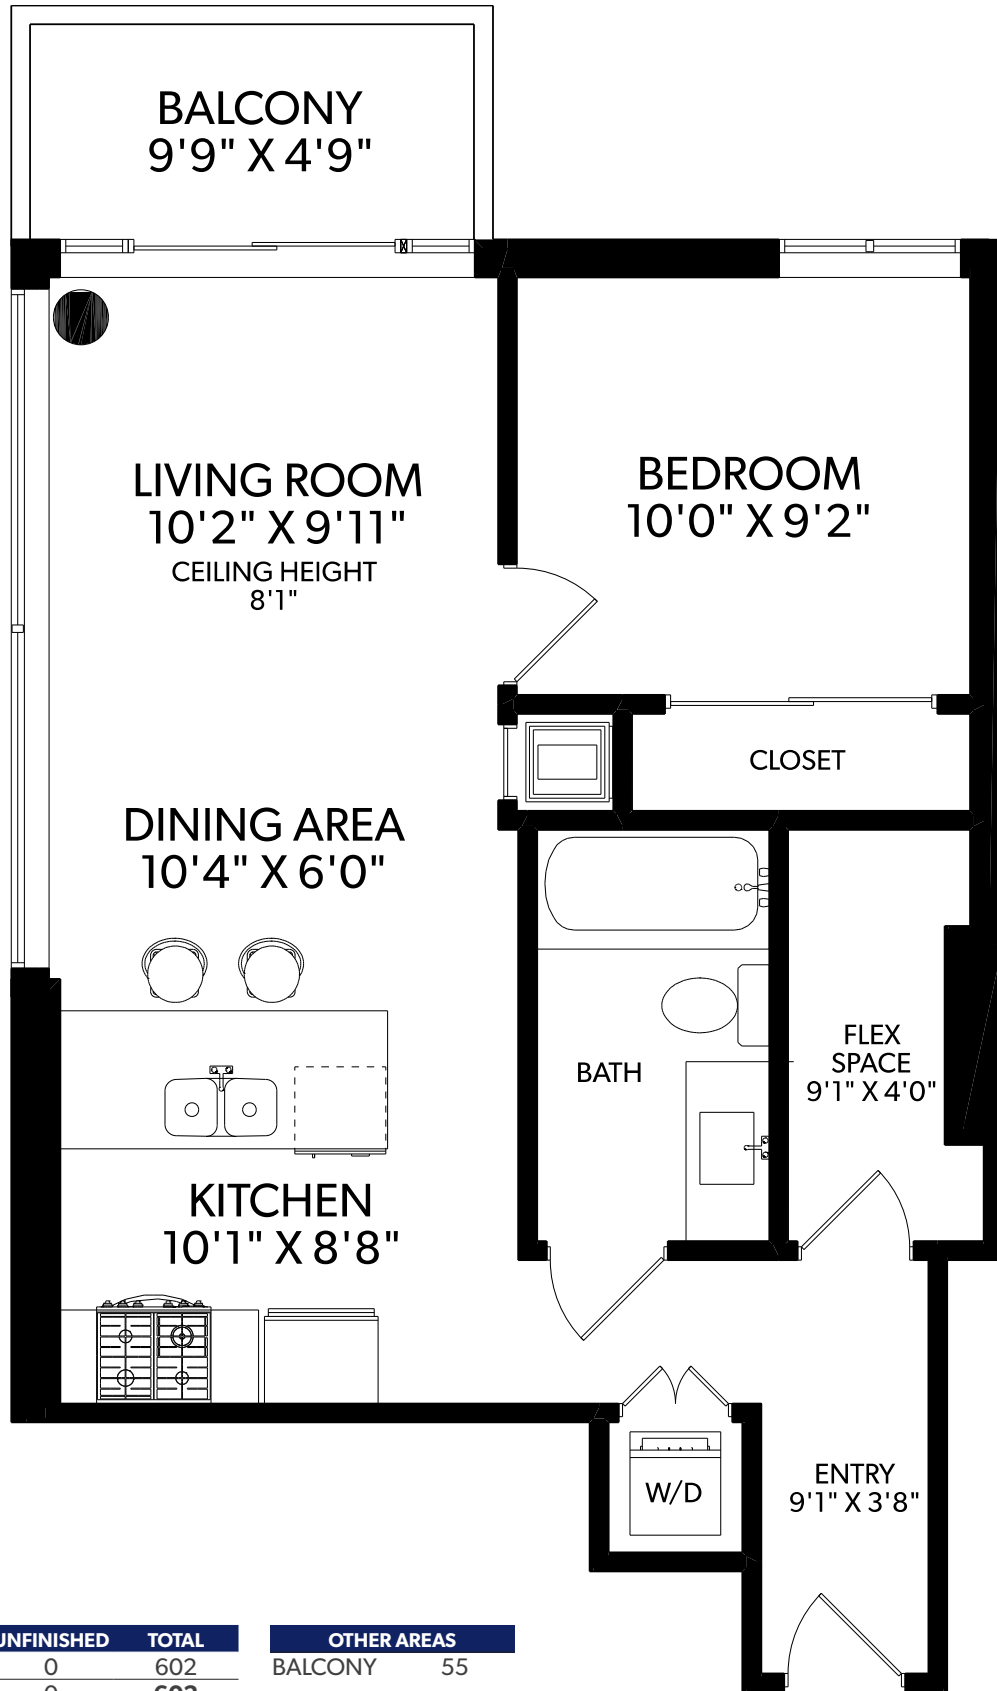 BALCONY
9'9" X 4'9"
LIVING ROOM
10'2" X 9'11"
CEILING HEIGHT
8'1"
BEDROOM
10'0" X 9'2"
CLOSET
DINING AREA
10'4" X 6'0"
FLEX
SPACE
9'1" X 4'0"
BATH
KITCHEN
10'1" X 8'8"
W/D
ENTRY
9'1" X 3'8"
UNFINISHED TOTAL
0 602
0 602
OTHER AREAS
BALCONY 55